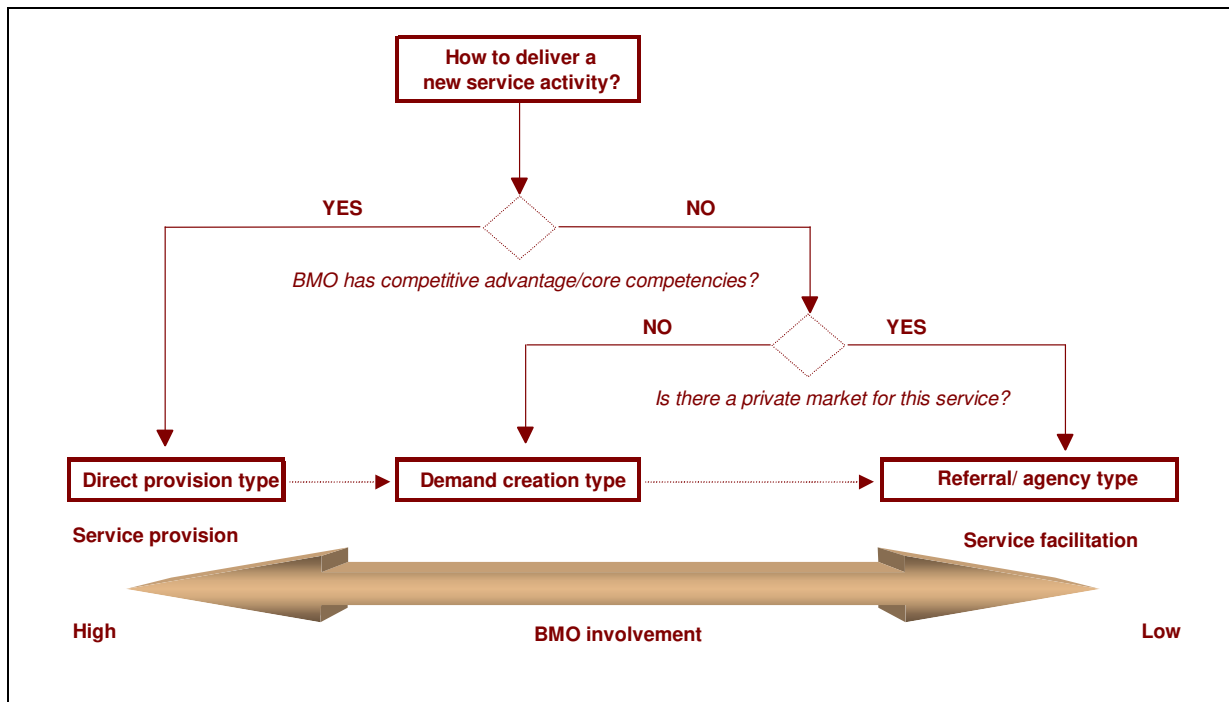 How to deliver a
new service activity?
YES
NO
BMO has competitive advantage/core competencies?
NO
YES
Is there a private market for this service?
Direct provision type
Demand creation type
Referral/ agency type
Service provision
Service facilitation
High
BMO involvement
Low